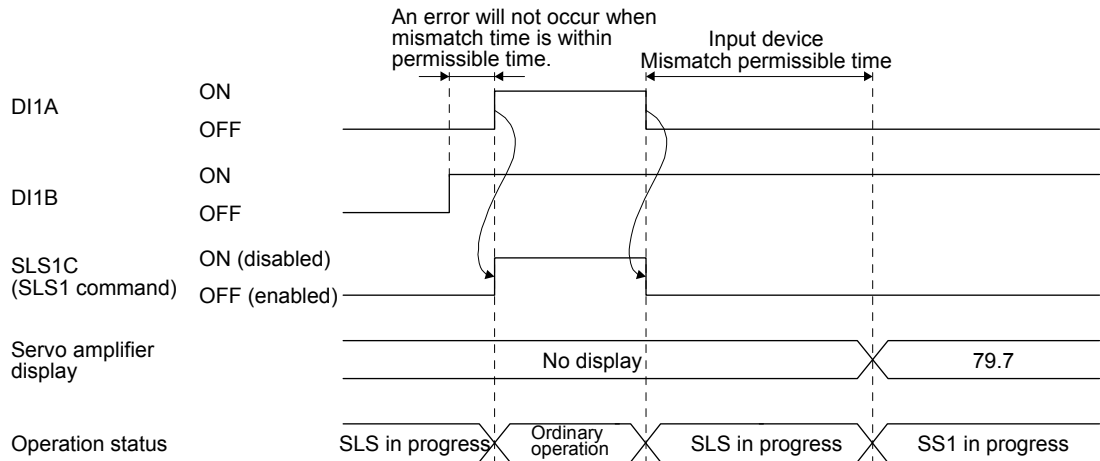 An error will not occur when
mismatch time is within
permissible time.
Input device
Mismatch permissible time
DI1A
ON
OFF
DI1B
ON
OFF
SLS1C
(SLS1 command)
ON (disabled)
OFF (enabled)
Servo amplifier
display
No display
79.7
Operation status
SLS in progress
Ordinary
operation
SLS in progress
SS1 in progress